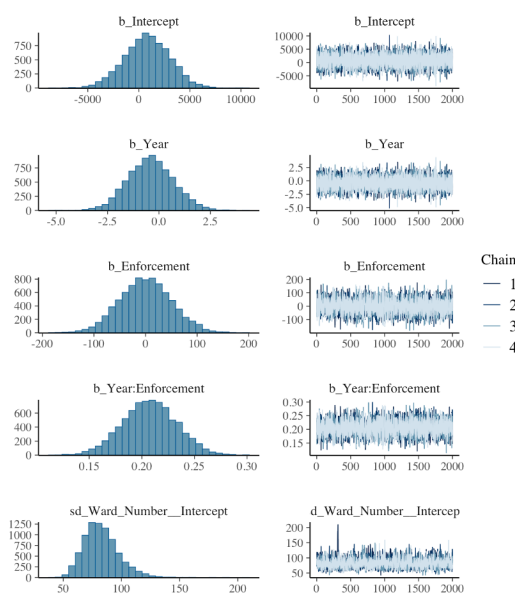 b_Intercept
750
500
250
0
-5000 0 5000 10000
b_Intercept
10000
5000
0
-5000
0 500 1000 1500 2000
b_Year
750
500
250
0
-5.0 -2.5 0.0 2.5
b_Year
2.5
0.0
-2.5
-5.0
0 500 1000 1500 2000
b_Enforcement
800
600
400
200
0
-200 -100 0 100 200
b_Enforcement
200
100
0
-100
0 500 1000 1500 2000
Chain
1
2
3
4
b_Year:Enforcement
600
400
200
0
0.15 0.20 0.25 0.30
b_Year:Enforcement
0.30
0.25
0.20
0.15
0 500 1000 1500 2000
sd_Ward_Number__Intercept
1250
1000
750
500
250
0
50 100 150 200
d_Ward_Number__Intercep
200
150
100
50
0 500 1000 1500 2000